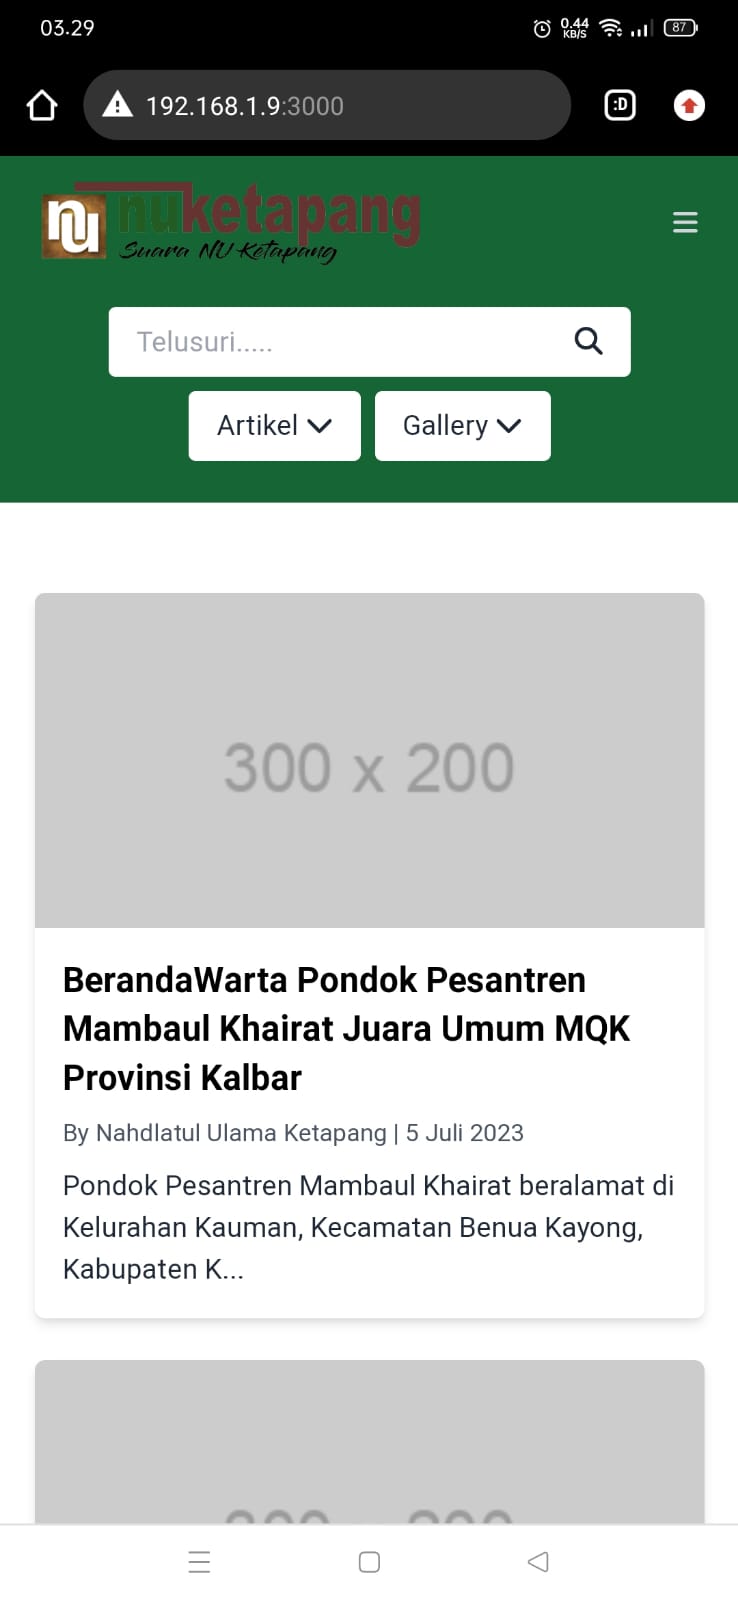 03.29
0.44
KB/S
87
192.168.1.9:3000
:D
nu nuketapang
Suara NU Ketapang
Telusuri.....
Artikel
Gallery
300 x 200
BerandaWarta Pondok Pesantren
Mambaul Khairat Juara Umum MQK
Provinsi Kalbar
By Nahdlatul Ulama Ketapang | 5 Juli 2023
Pondok Pesantren Mambaul Khairat beralamat di
Kelurahan Kauman, Kecamatan Benua Kayong,
Kabupaten K...